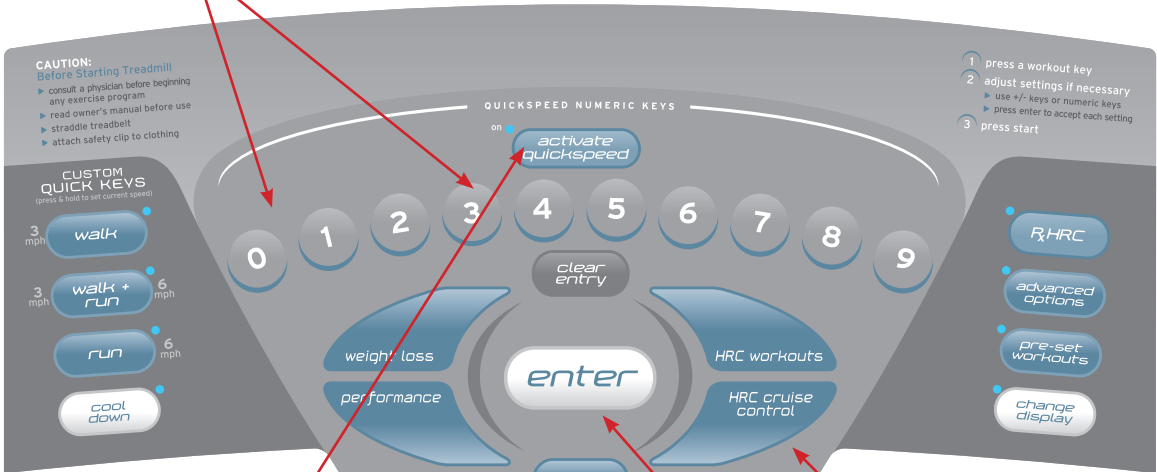 CAUTION:
Before Starting Treadmill
consult a physician before beginning
any exercise program
read owner's manual before use
straddle treadbelt
attach safety clip to clothing
1 press a workout key
2 adjust settings if necessary
use +/- keys or numeric keys
press enter to accept each setting
3 press start
QUICKSPEED NUMERIC KEYS
on
activate
quickspeed
0 1 2 3 4 5 6 7 8 9
clear
entry
CUSTOM
QUICK KEYS
(press & hold to set current speed)
3
mph
walk
3
mph
walk +
run
6
mph
run
6
mph
cool
down
weight loss
performance
enter
HRC workouts
HRC cruise
control
RxHRC
advanced
options
pre-set
workouts
change
display